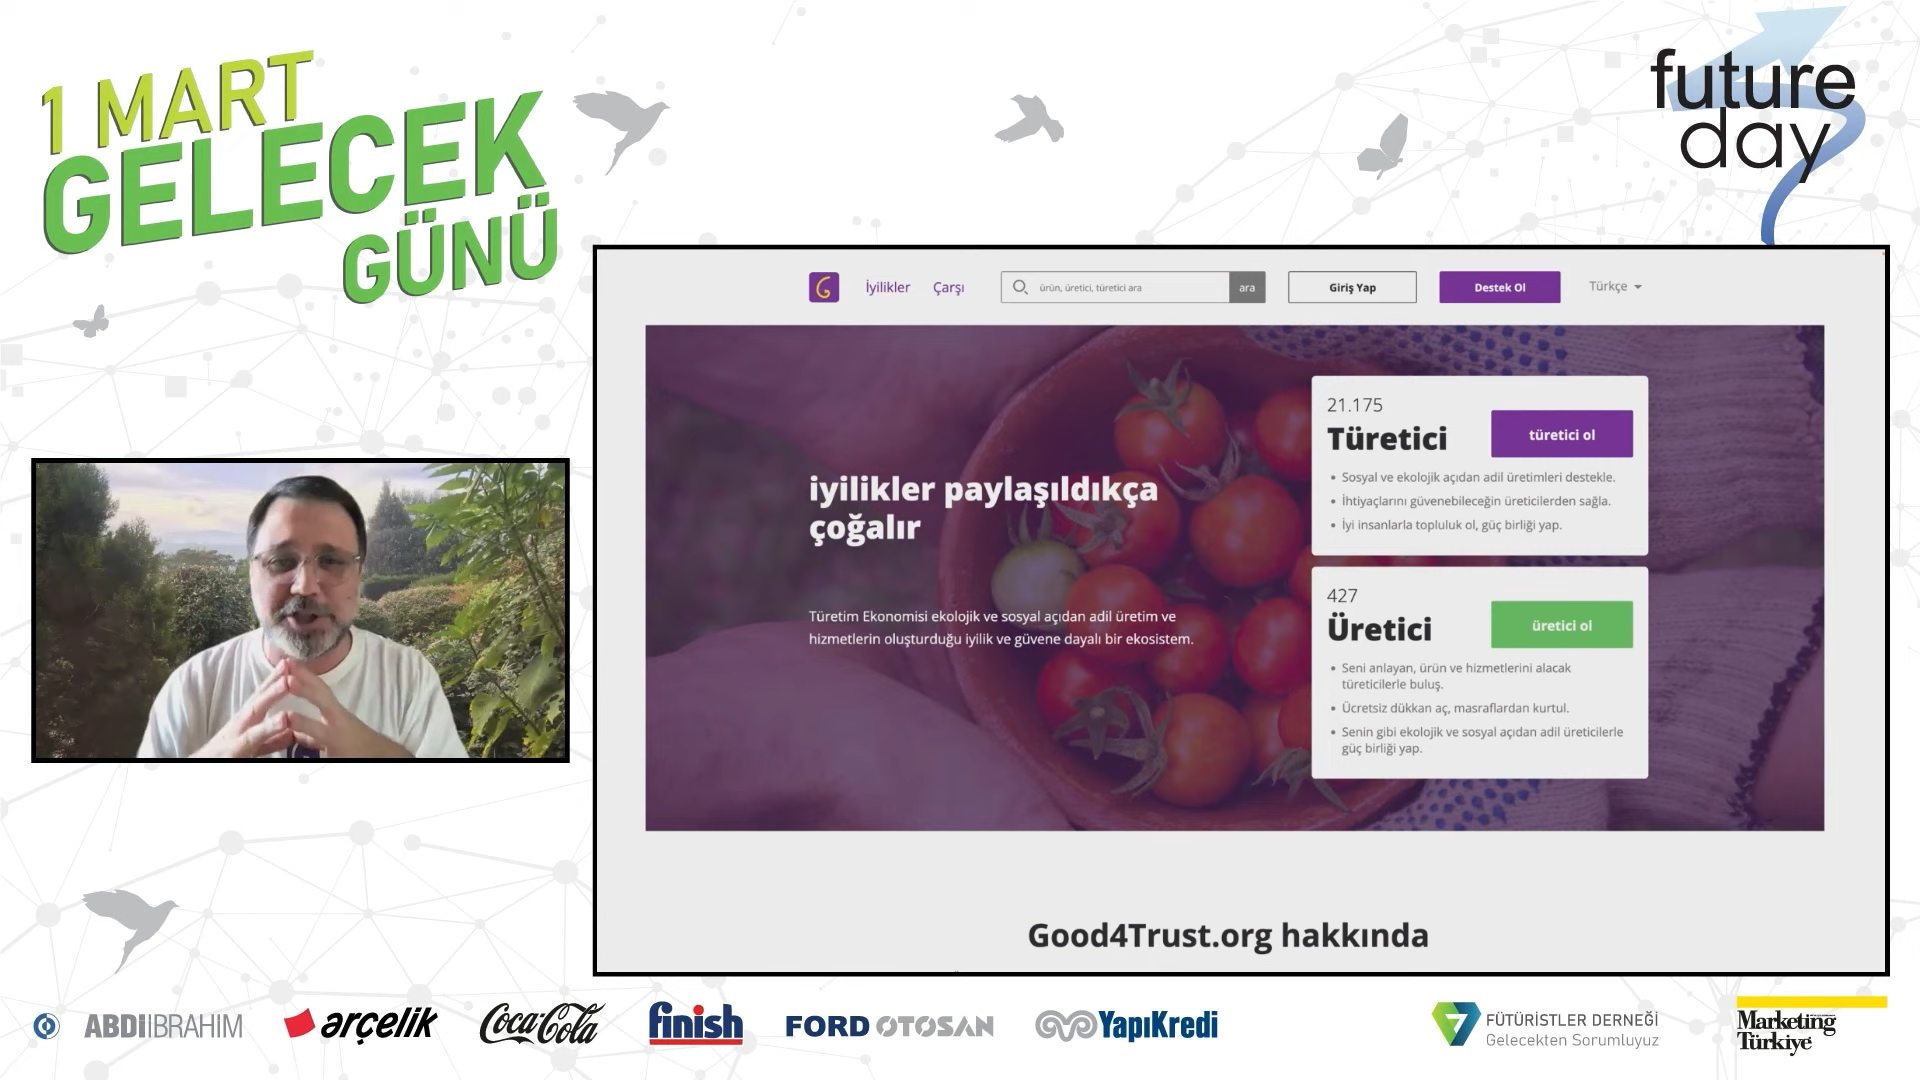 1 MART
GELECEK
GÜNÜ
future
day
G
İyilikler
Çarşı
ürün, üretici, türetici ara
ara
Giriş Yap
Destek Ol
Türkçe
iyilikler paylaşıldıkça
çoğalır
Türetim Ekonomisi ekolojik ve sosyal açıdan adil üretim ve
hizmetlerin oluşturduğu iyilik ve güvene dayalı bir ekosistem.
21.175
Türetici
türetici ol
• Sosyal ve ekolojik açıdan adil üretimleri destekle.
• İhtiyaçlarını güvenebileceğin üreticilerden sağla.
• İyi insanlarla topluluk ol, güç birliği yap.
427
Üretici
üretici ol
• Seni anlayan, ürün ve hizmetlerini alacak
türeticilerle buluş.
• Ücretsiz dükkan aç, masraflardan kurtul.
• Senin gibi ekolojik ve sosyal açıdan adil üreticilerle
güç birliği yap.
Good4Trust.org hakkında
ABDİİBRAHİM
arçelik
Coca-Cola
finish
FORD OTOSAN
YapıKredi
FÜTÜRİSTLER DERNEĞİ
Gelecekten Sorumluyuz
Marketing
Türkiye